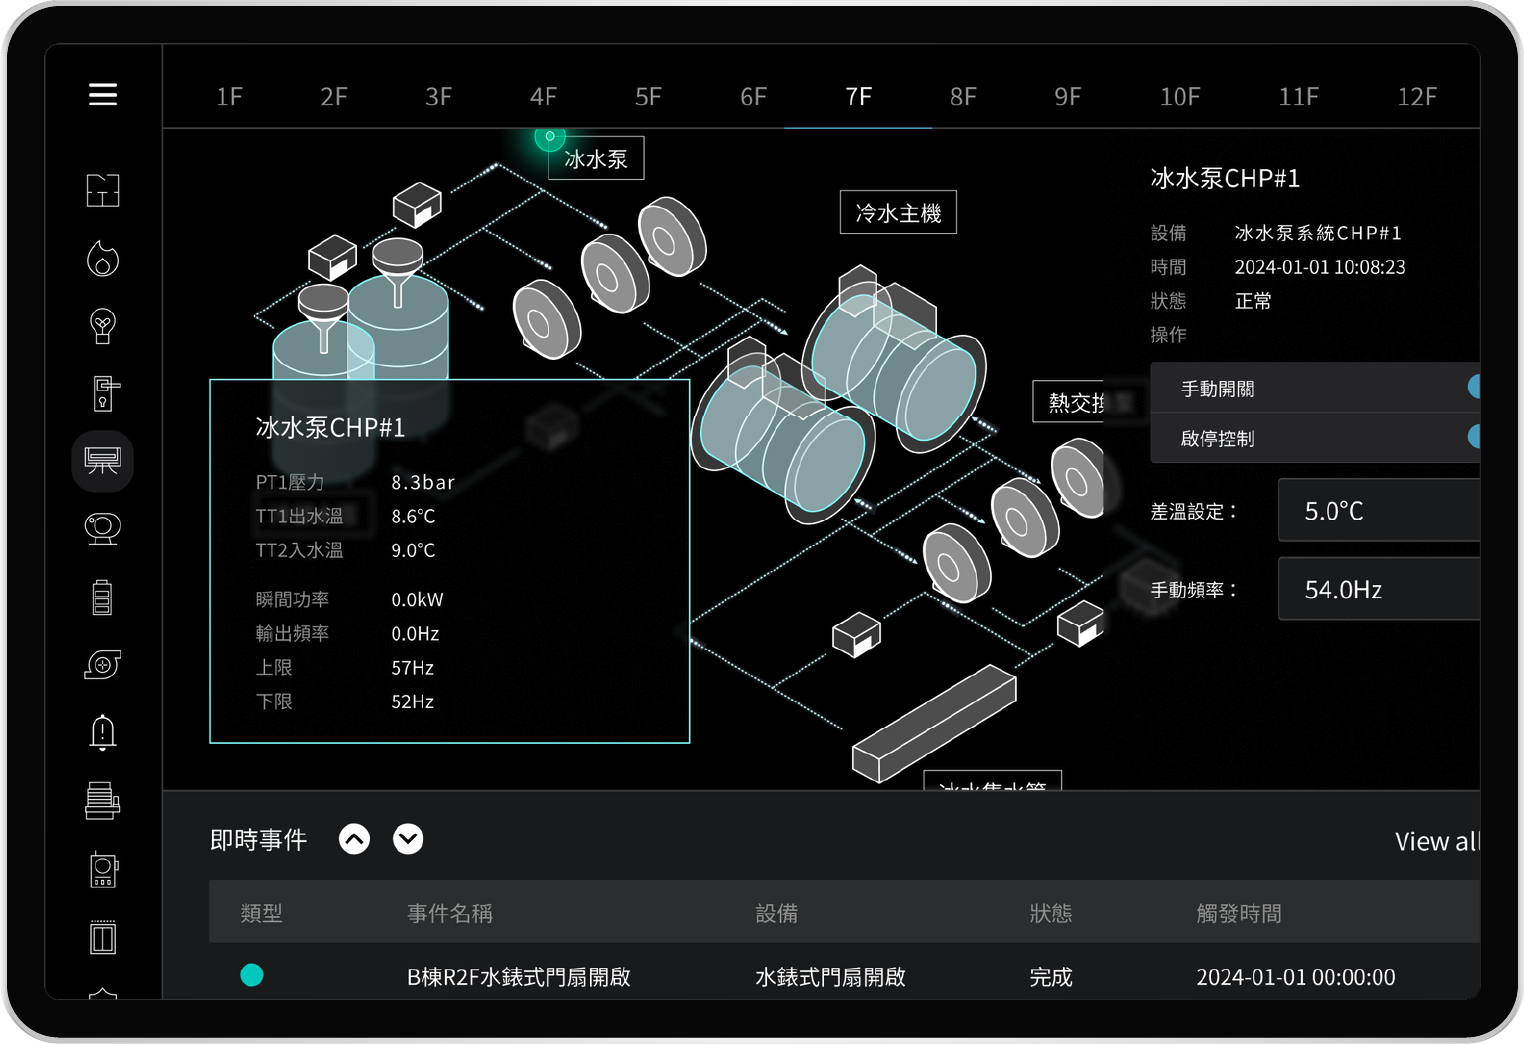 1F 2F 3F 4F 5F 6F 7F 8F 9F 10F 11F 12F
冰水泵
冷水主機
熱交換
冰水泵CHP#1
PT1壓力 8.3bar
TT1出水溫 8.6°C
TT2入水溫 9.0°C
瞬間功率 0.0kW
輸出頻率 0.0Hz
上限 57Hz
下限 52Hz
冰水集水管
冰水泵CHP#1
設備 冰水泵系統CHP#1
時間 2024-01-01 10:08:23
狀態 正常
操作
手動開關
啟停控制
差溫設定： 5.0°C
手動頻率： 54.0Hz
即時事件 View all
類型 事件名稱 設備 狀態 觸發時間
B棟R2F水錶式門扇開啟 水錶式門扇開啟 完成 2024-01-01 00:00:00